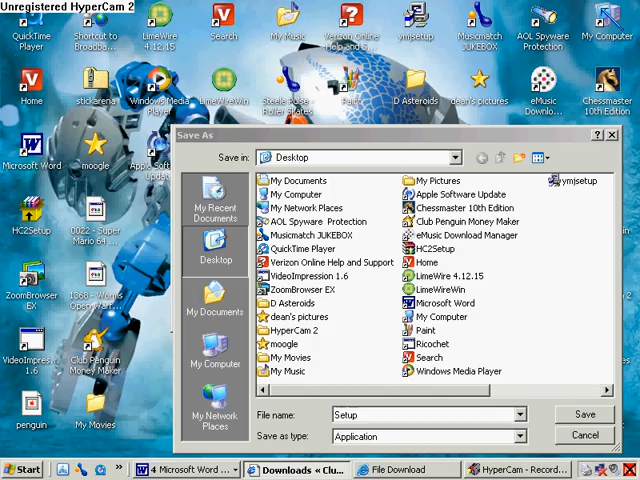 Unregistered HyperCam 2
QuickTime Player
Shortcut to Broadba...
LimeWire 4.12.15
Search
My Music
Verizon Online Help and S...
ymjsetup
Musicmatch JUKEBOX
AOL Spyware Protection
My Computer
Home
stickarena
Windows Media Player
LimeWireWin
Steele Pulse - Roller Skates
Paint
D Asteroids
dean's pictures
eMusic Downlo...
Chessmaster 10th Edition
Microsoft Word
moogle
Apple Softw... Upda...
HC2Setup
0022 - Super Mario 64...
ZoomBrowser EX
1068 - Worms Open Warf...
VideoImpress... 1.6
Club Penguin Money Maker
penguin
My Movies
Save As
Save in:
Desktop
My Recent Documents
Desktop
My Documents
My Computer
My Network Places
My Documents
My Computer
My Network Places
AOL Spyware Protection
Musicmatch JUKEBOX
QuickTime Player
Verizon Online Help and Support
VideoImpression 1.6
ZoomBrowser EX
D Asteroids
dean's pictures
HyperCam 2
moogle
My Movies
My Music
My Pictures
Apple Software Update
Chessmaster 10th Edition
Club Penguin Money Maker
eMusic Download Manager
HC2Setup
Home
LimeWire 4.12.15
LimeWireWin
Microsoft Word
My Computer
Paint
Ricochet
Search
Windows Media Player
ymjsetup
File name:
Setup
Save
Save as type:
Application
Cancel
Start
»
4 Microsoft Word ...
Downloads « Clu...
File Download
HyperCam - Record...